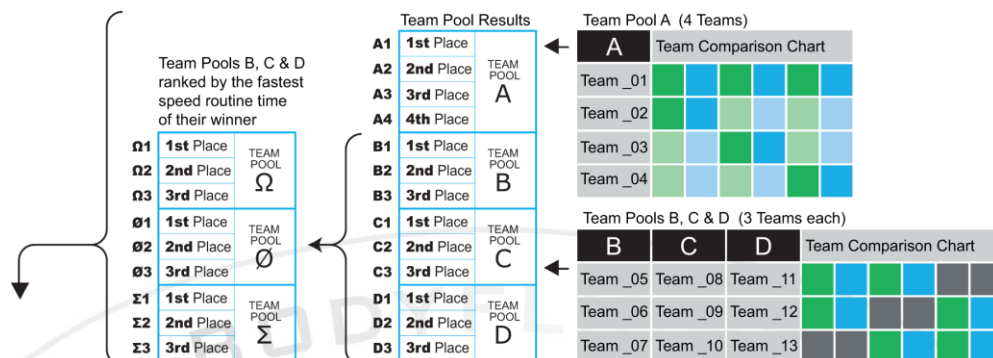 Team Pools B, C & D
ranked by the fastest
speed routine time
of their winner
Ω1 1st Place
Ω2 2nd Place
Ω3 3rd Place
TEAM
POOL
Ω
Ø1 1st Place
Ø2 2nd Place
Ø3 3rd Place
TEAM
POOL
Ø
Σ1 1st Place
Σ2 2nd Place
Σ3 3rd Place
TEAM
POOL
Σ
Team Pool Results
A1 1st Place
A2 2nd Place
A3 3rd Place
A4 4th Place
TEAM
POOL
A
B1 1st Place
B2 2nd Place
B3 3rd Place
TEAM
POOL
B
C1 1st Place
C2 2nd Place
C3 3rd Place
TEAM
POOL
C
D1 1st Place
D2 2nd Place
D3 3rd Place
TEAM
POOL
D
Team Pool A (4 Teams)
A Team Comparison Chart
Team _01
Team _02
Team _03
Team _04
Team Pools B, C & D (3 Teams each)
B C D Team Comparison Chart
Team _05 Team _08 Team _11
Team _06 Team _09 Team _12
Team _07 Team _10 Team _13